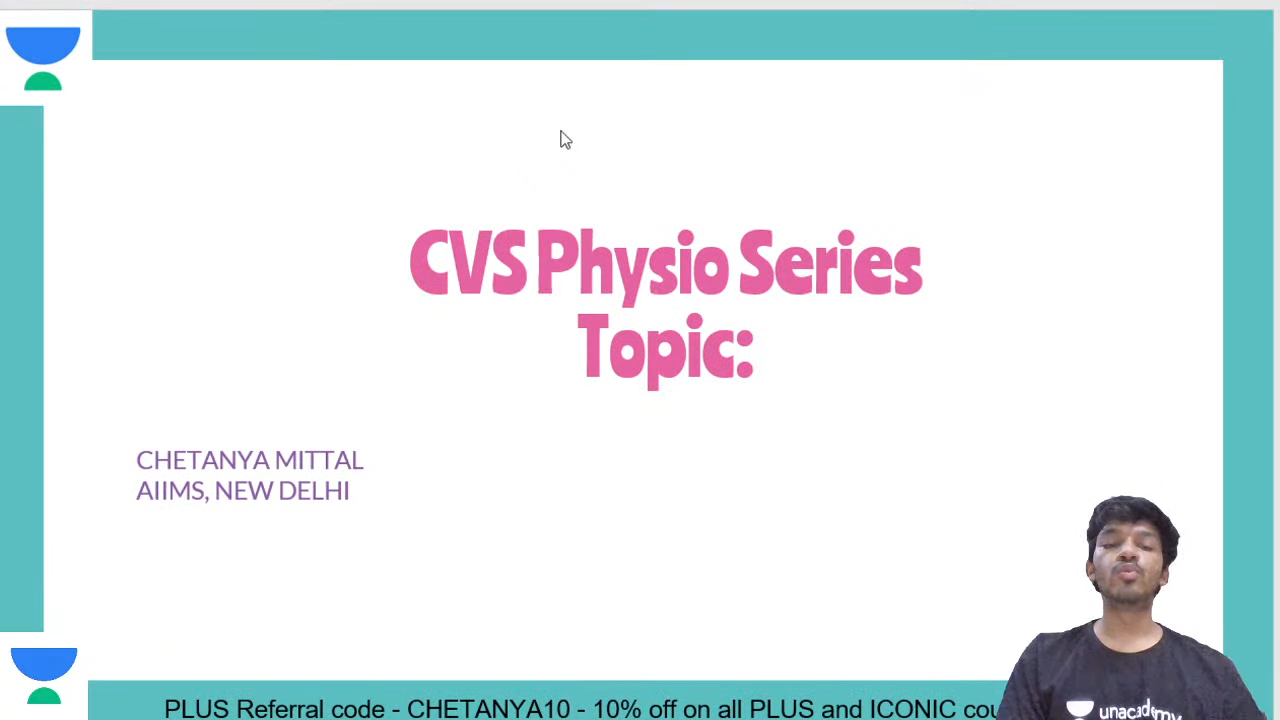 CVS Physio Series
Topic:
CHETANYA MITTAL
AIIMS, NEW DELHI
PLUS Referral code - CHETANYA10 - 10% off on all PLUS and ICONIC cou
unacademy